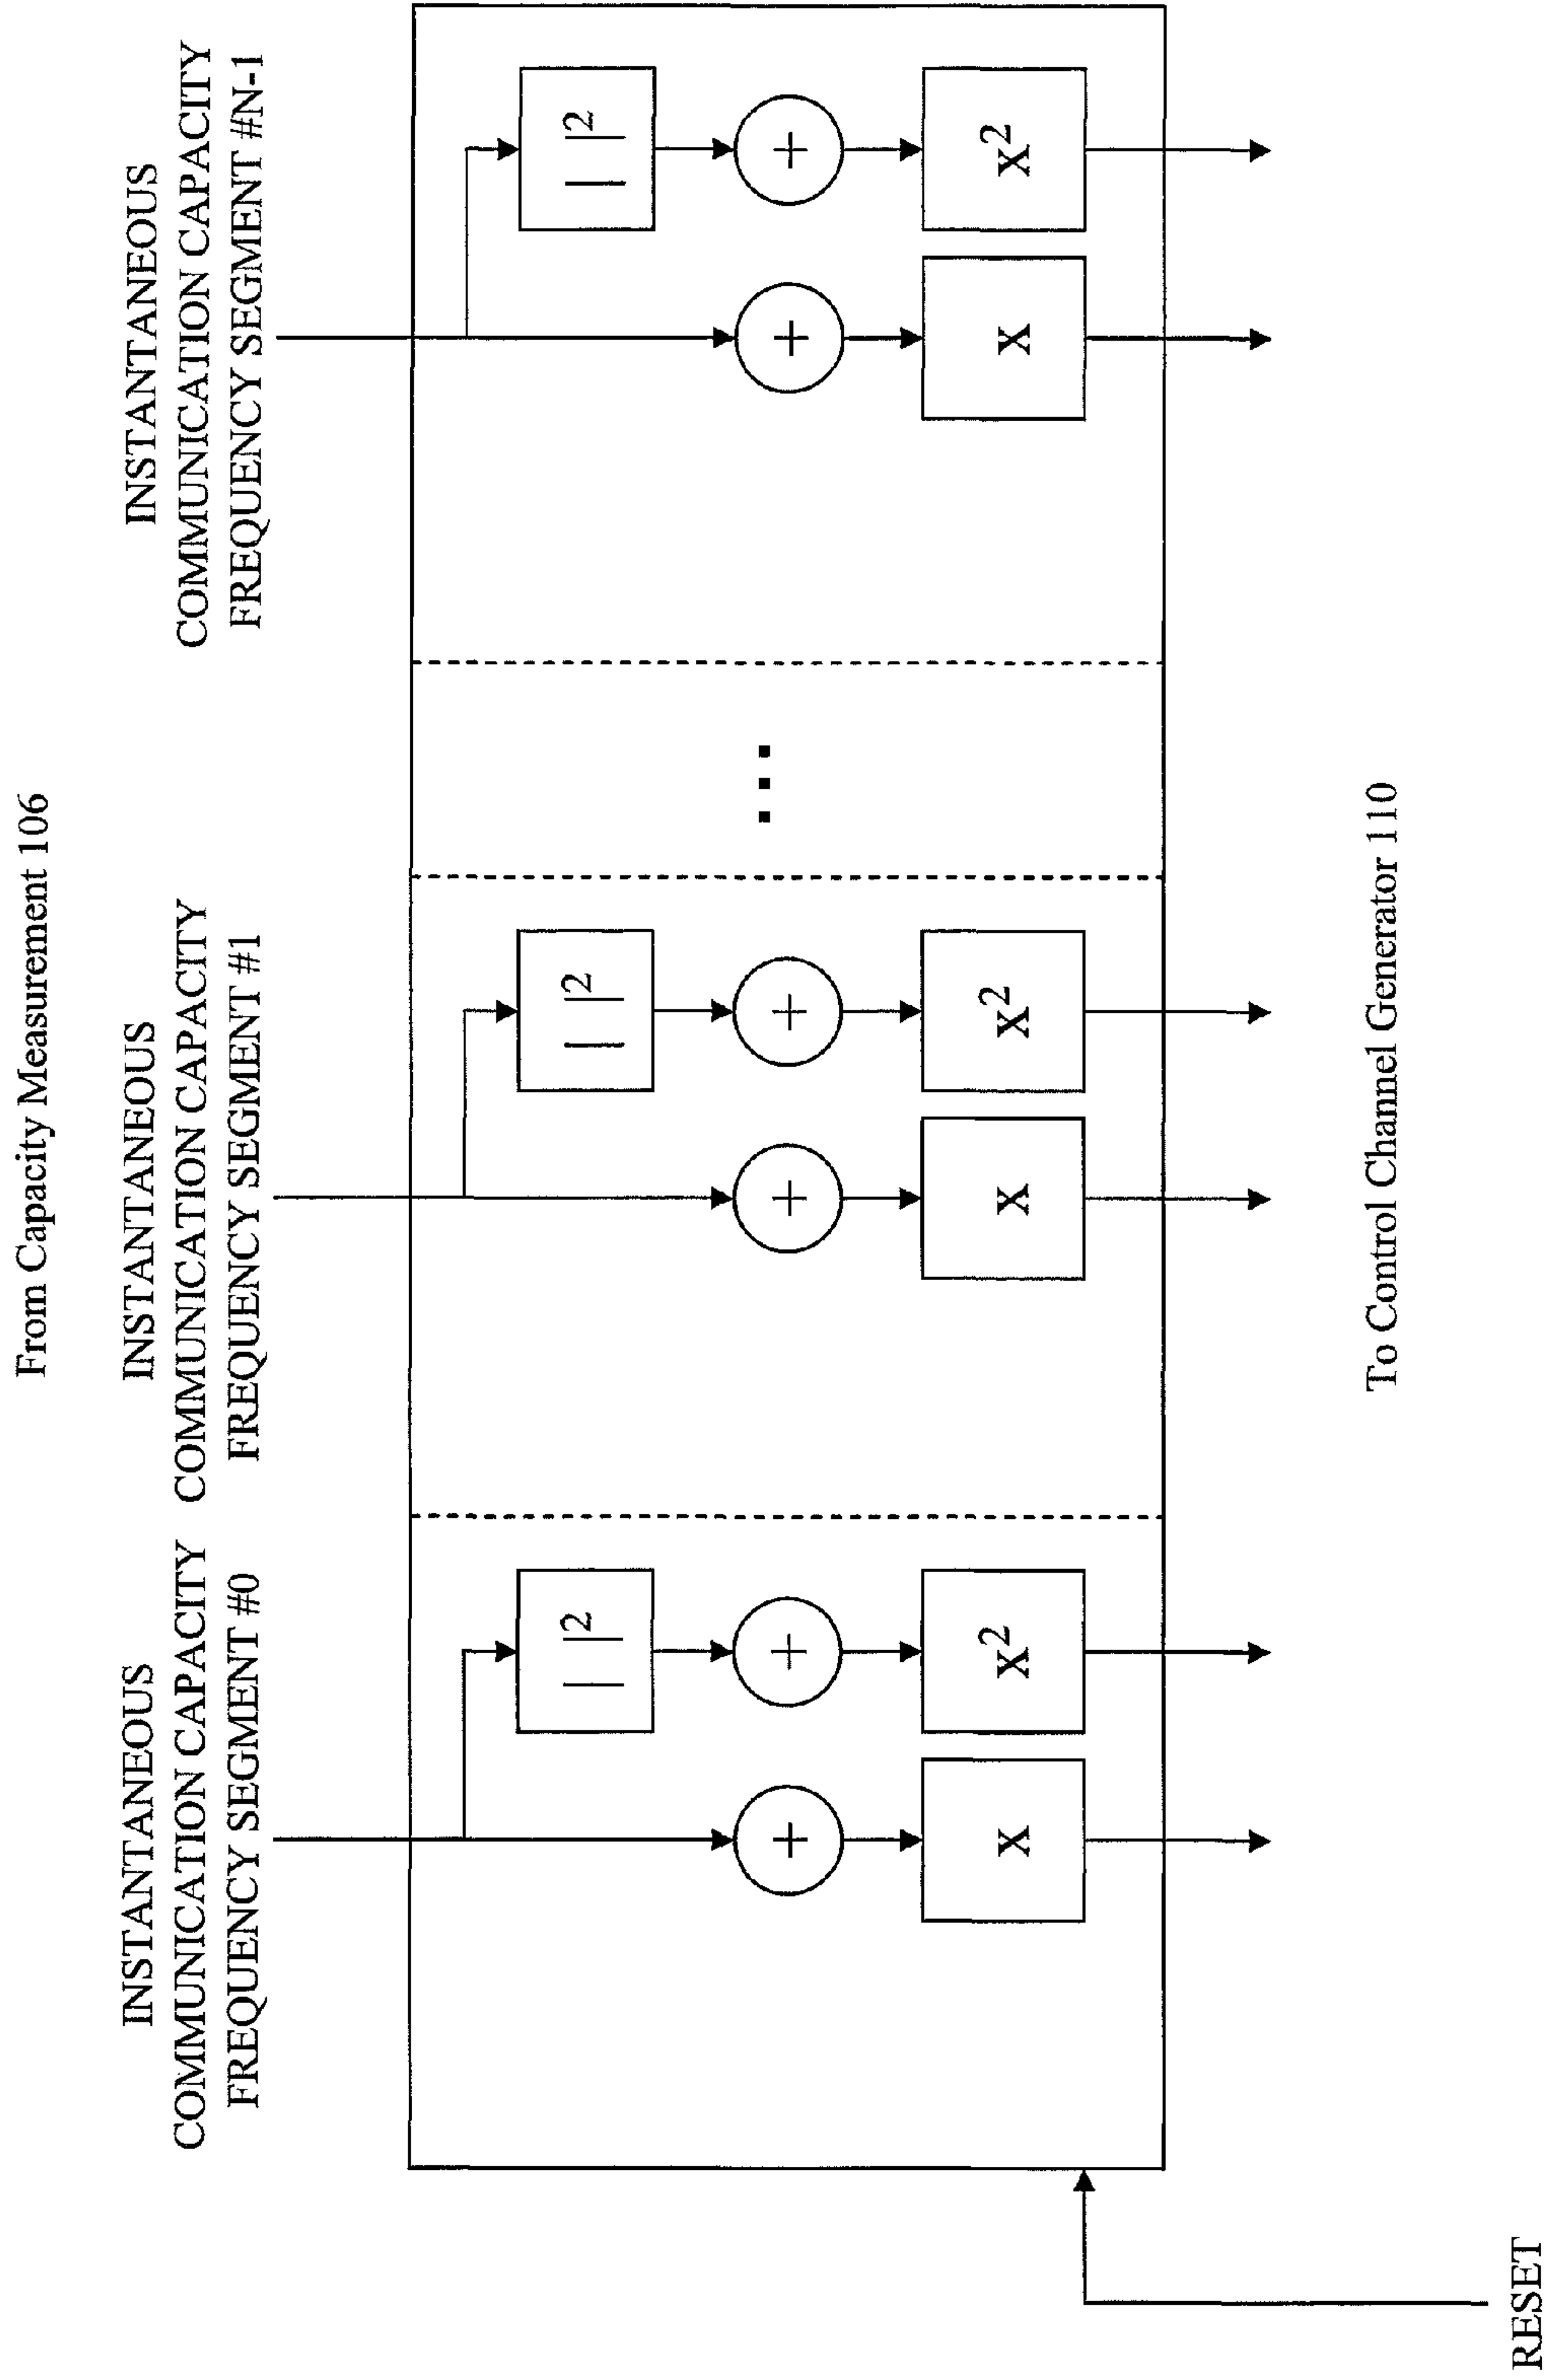 From Capacity Measurement 106
INSTANTANEOUS
COMMUNICATION CAPACITY
FREQUENCY SEGMENT #0
INSTANTANEOUS
COMMUNICATION CAPACITY
FREQUENCY SEGMENT #1
INSTANTANEOUS
COMMUNICATION CAPACITY
FREQUENCY SEGMENT #N-1
| |²
| |²
| |²
+
+
+
+
+
+
x
x²
x
x²
...
x
x²
To Control Channel Generator 110
RESET